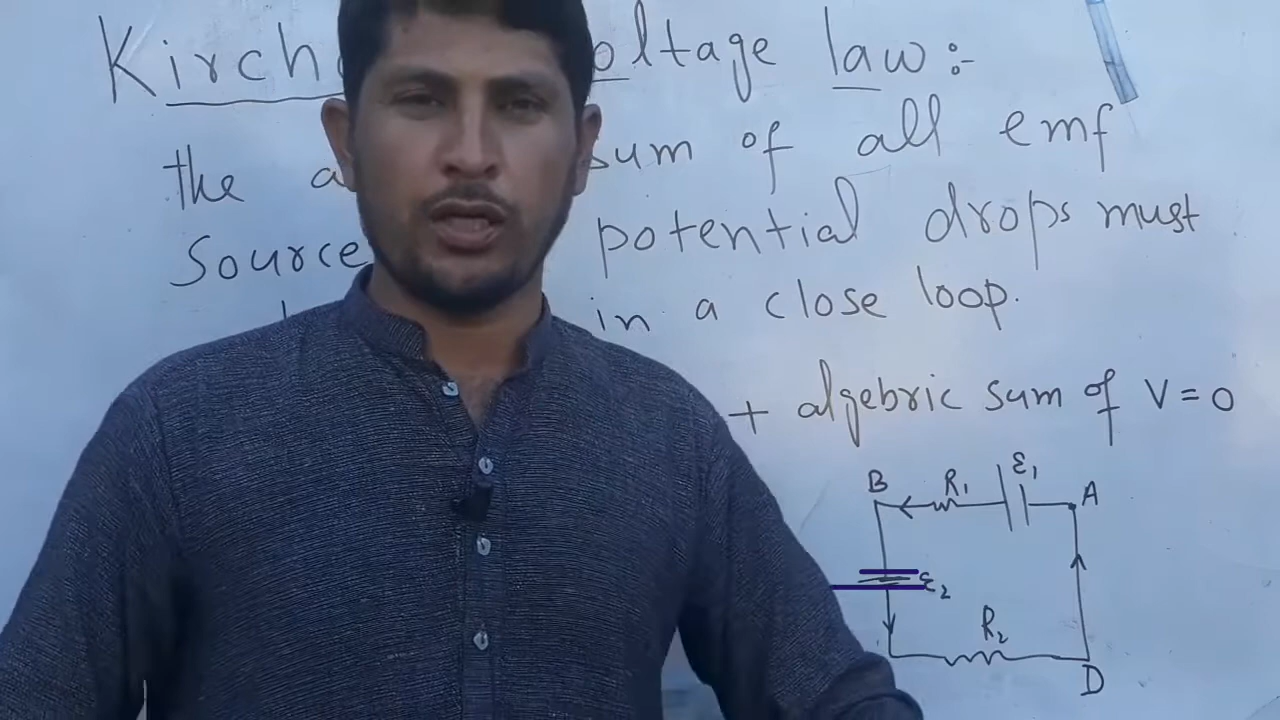 Kirch oltage law:-
the a sum of all emf
Source potential drops must
in a close loop.
+ algebric sum of V = 0
B R₁ ε₁ A
ε₂
R₂
D